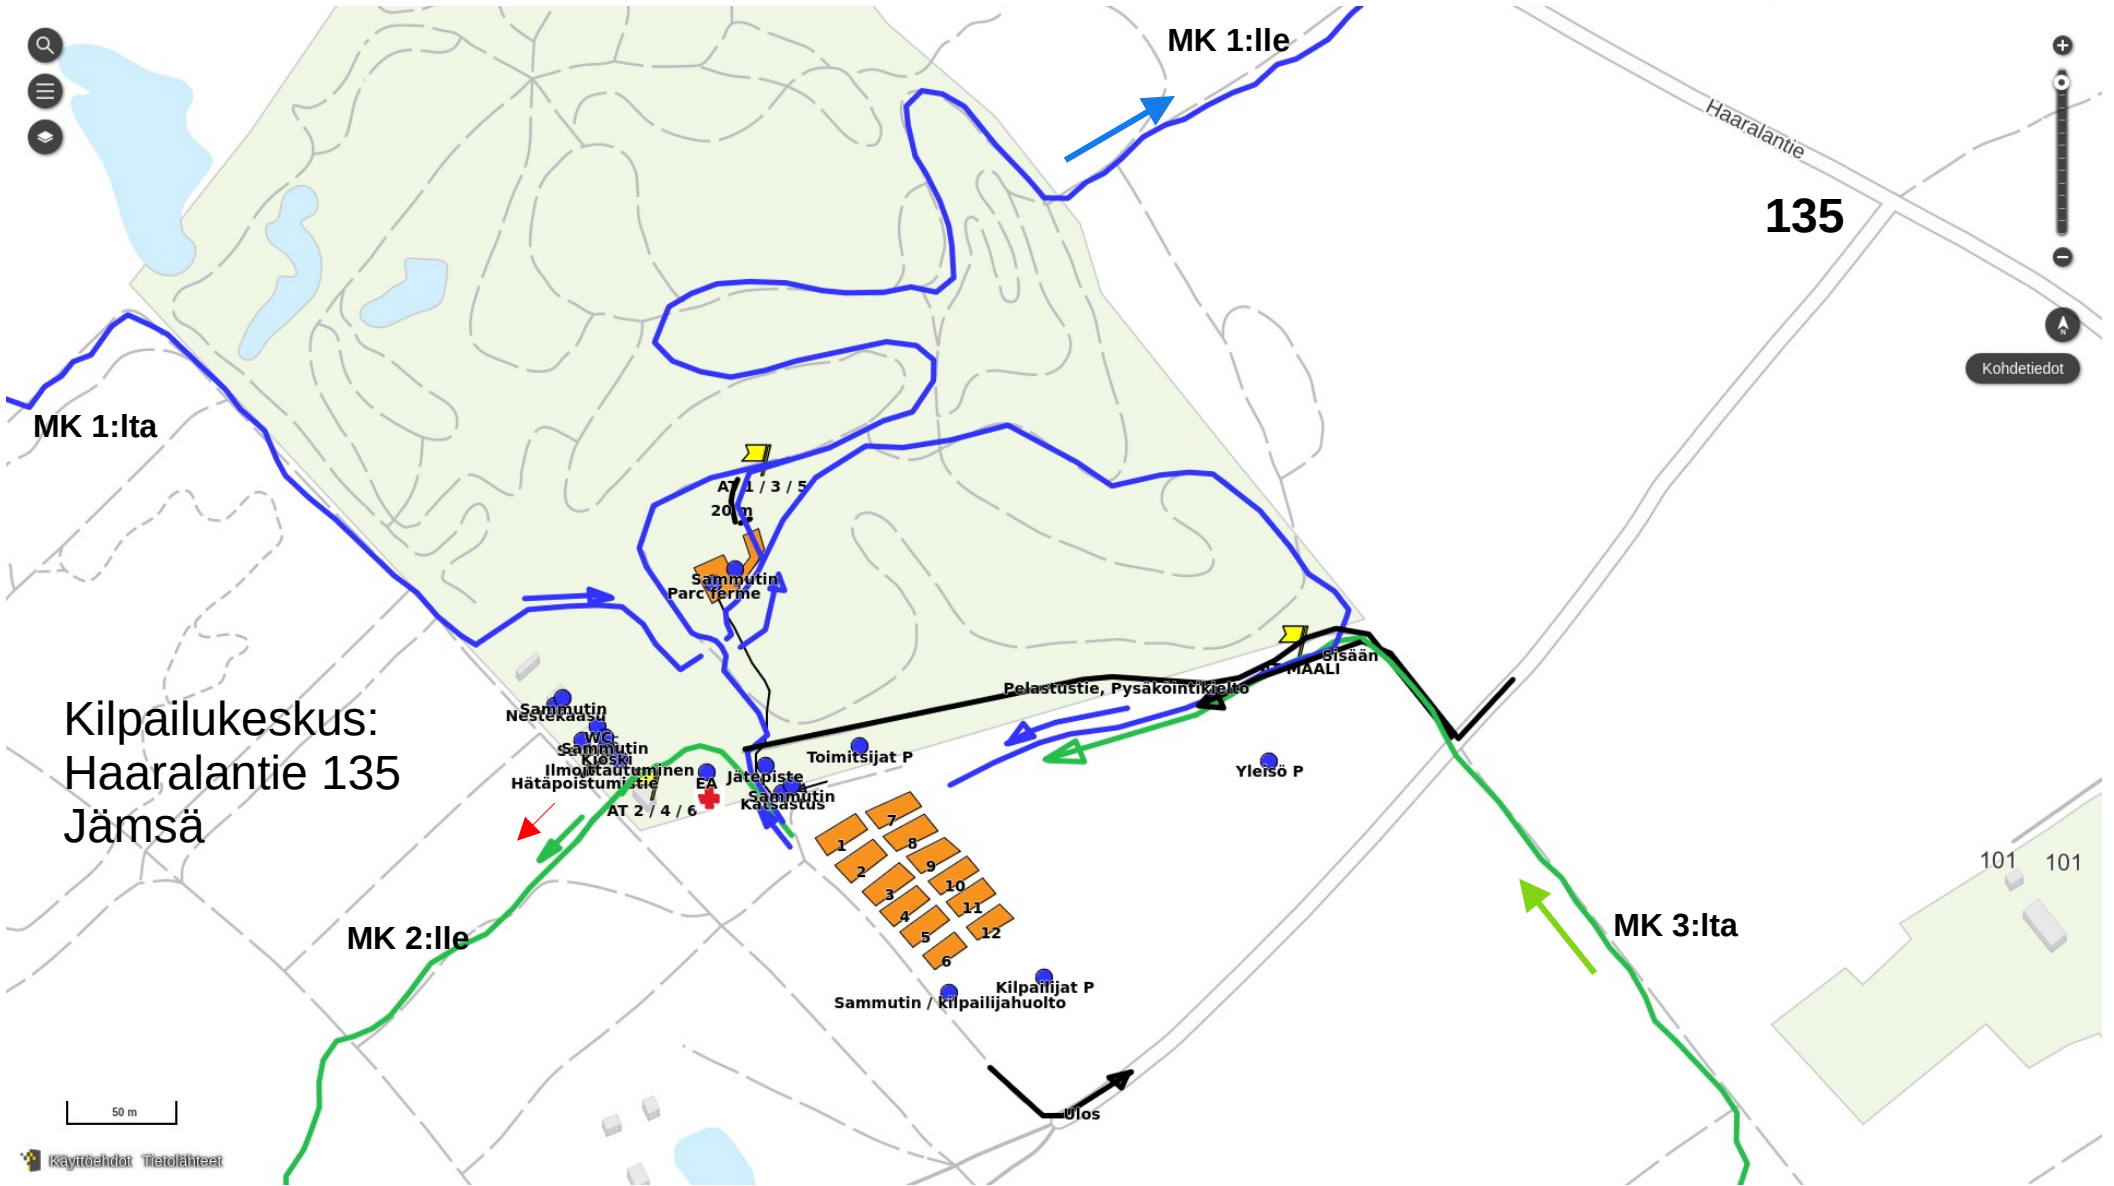 MK 1:lle
Haaralantie
135
Kohdetiedot
MK 1:lta
AT 1 / 3 / 5
20 m
Sammutin
Parc ferme
Sisään
MAALI
Pelastustie, Pysäköintikielto
Kilpailukeskus:
Haaralantie 135
Jämsä
Sammutin
Nestekaasu
WC
Sammutin
Kioski
Ilmoittautuminen
Hätäpoistumistie
EA
AT 2 / 4 / 6
Jätepiste
Sammutin
Katsastus
Toimitsijat P
Yleisö P
7
1
8
2
9
3
10
4
11
5
12
6
101
101
MK 3:lta
MK 2:lle
Kilpailijat P
Sammutin / kilpailijahuolto
Ulos
50 m
Käyttöehdot Tietolähteet